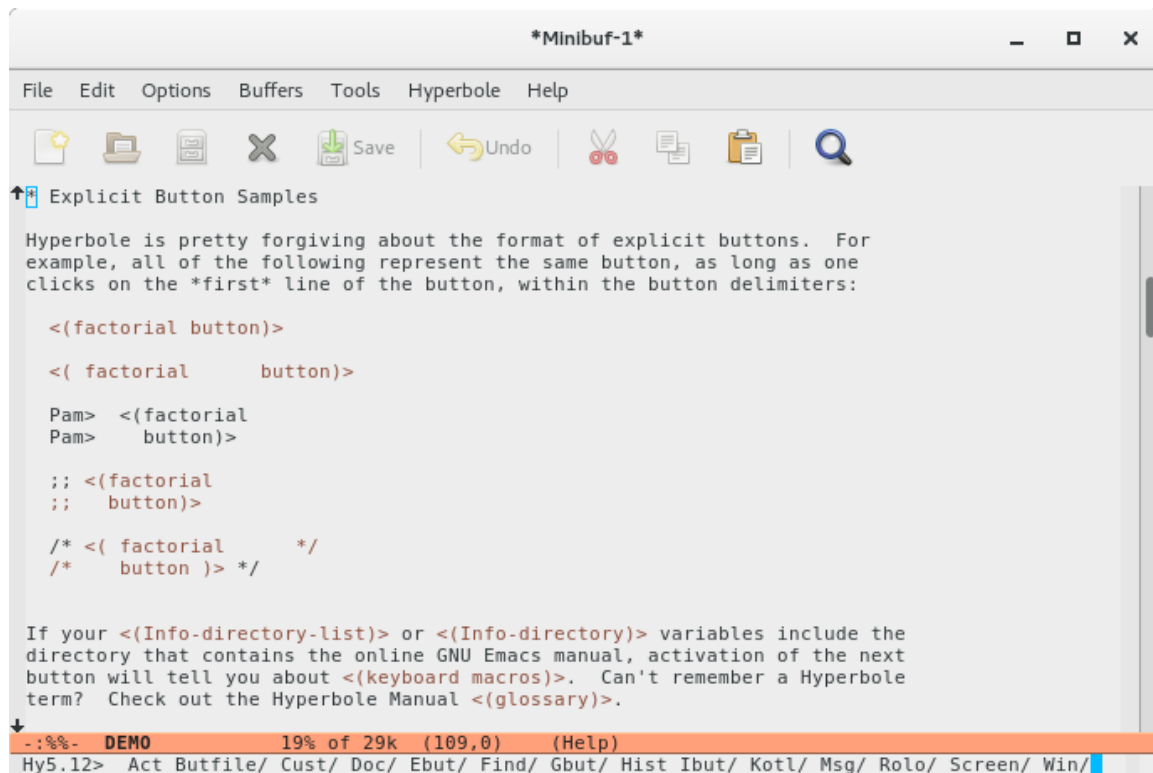 *Minibuf-1*
File Edit Options Buffers Tools Hyperbole Help
Save Undo
* Explicit Button Samples
Hyperbole is pretty forgiving about the format of explicit buttons.  For
example, all of the following represent the same button, as long as one
clicks on the *first* line of the button, within the button delimiters:
<(factorial button)>
<( factorial      button)>
Pam>  <(factorial
Pam>    button)>
;; <(factorial
;;   button)>
/* <( factorial      */
/*    button )> */
If your <(Info-directory-list)> or <(Info-directory)> variables include the
directory that contains the online GNU Emacs manual, activation of the next
button will tell you about <(keyboard macros)>.  Can't remember a Hyperbole
term?  Check out the Hyperbole Manual <(glossary)>.
-:%%-  DEMO           19% of 29k  (109,0)    (Help)
Hy5.12>  Act Butfile/ Cust/ Doc/ Ebut/ Find/ Gbut/ Hist Ibut/ Kotl/ Msg/ Rolo/ Screen/ Win/